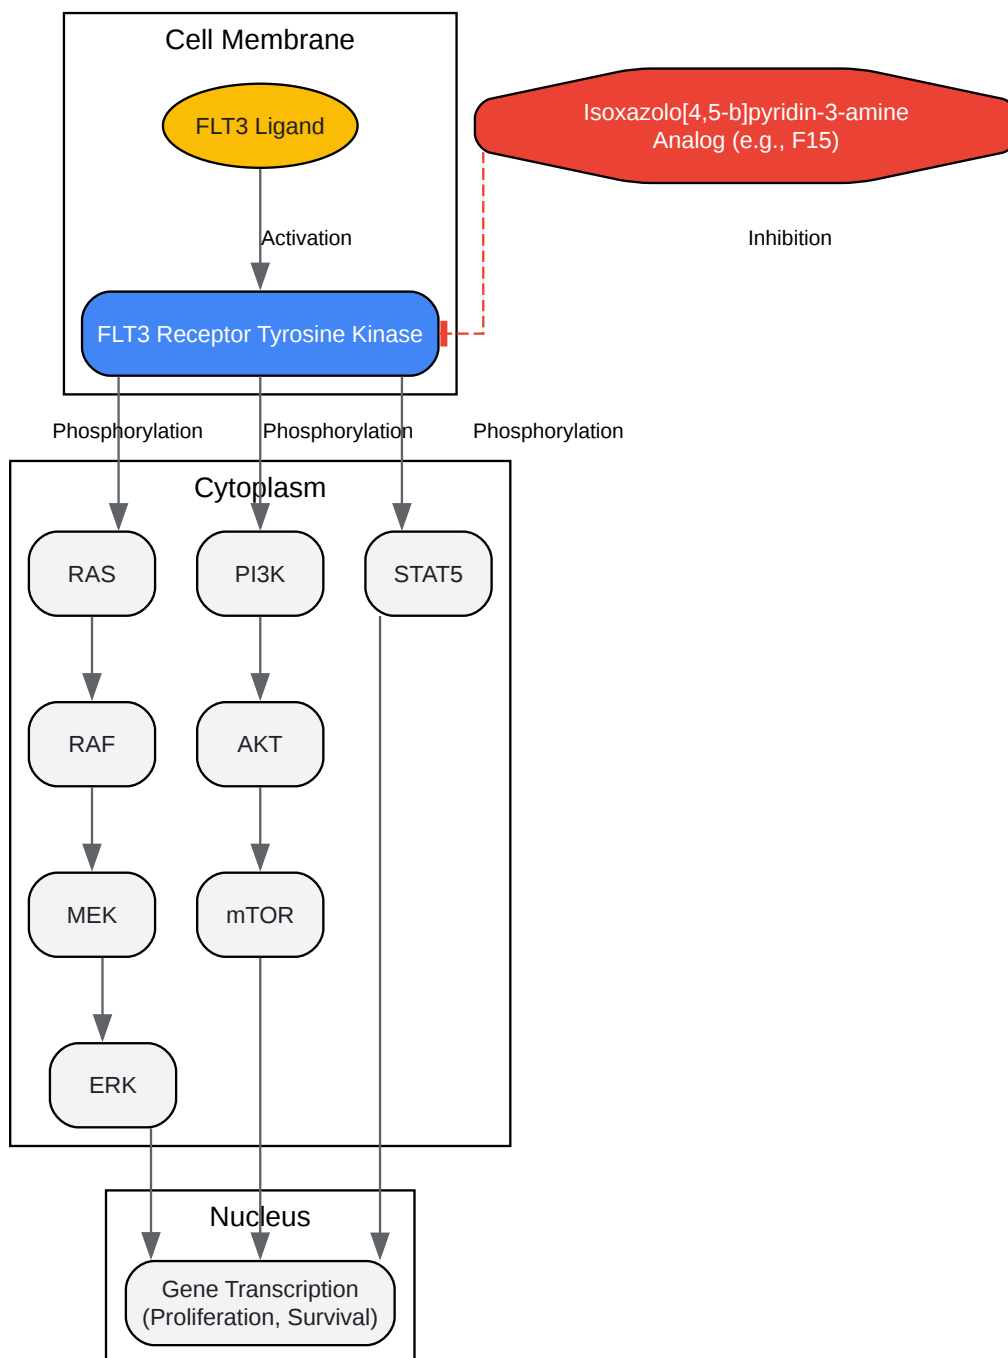 Cell Membrane
FLT3 Ligand
Isoxazolo[4,5-b]pyridin-3-amine
Analog (e.g., F15)
Activation
Inhibition
FLT3 Receptor Tyrosine Kinase
Phosphorylation
Phosphorylation
Phosphorylation
Cytoplasm
RAS
PI3K
STAT5
RAF
AKT
MEK
mTOR
ERK
Nucleus
Gene Transcription
(Proliferation, Survival)